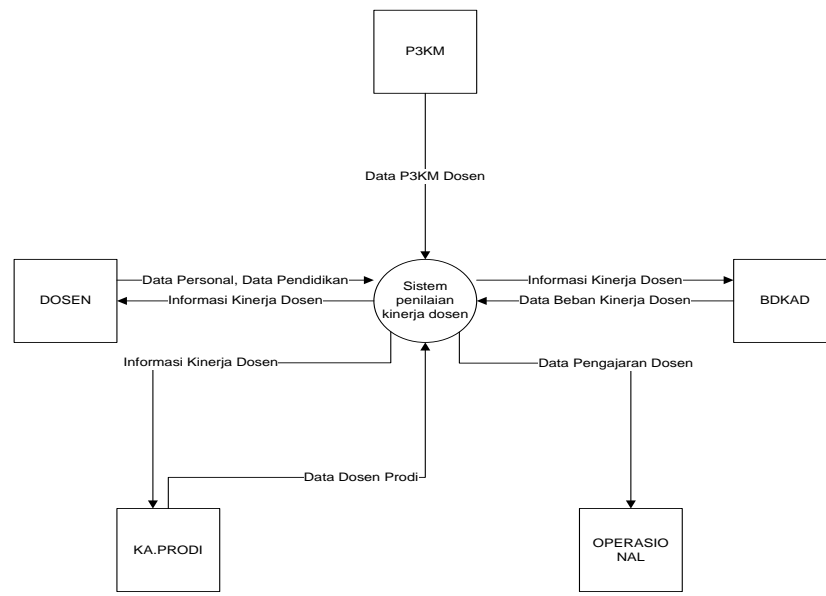 P3KM
Data P3KM Dosen
DOSEN
Data Personal, Data Pendidikan
Informasi Kinerja Dosen
Sistem
penilaian
kinerja dosen
Informasi Kinerja Dosen
Data Beban Kinerja Dosen
BDKAD
Informasi Kinerja Dosen
Data Pengajaran Dosen
Data Dosen Prodi
KA.PRODI
OPERASIO
NAL